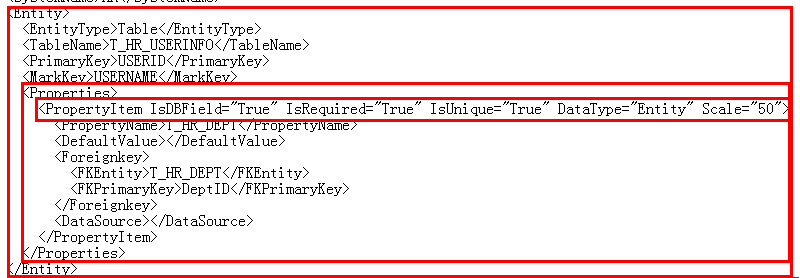 <Entity>
<EntityType>Table</EntityType>
<TableName>T_HR_USERINFO</TableName>
<PrimaryKey>USERID</PrimaryKey>
<MarkKey>USERNAME</MarkKey>
<Properties>
<PropertyItem IsDBField="True" IsRequired="True" IsUnique="True" DataType="Entity" Scale="50">
<PropertyName>T_HR_DEPT</PropertyName>
<DefaultValue></DefaultValue>
<Foreignkey>
<FKEntity>T_HR_DEPT</FKEntity>
<FKPrimaryKey>DeptID</FKPrimaryKey>
</Foreignkey>
<DataSource></DataSource>
</PropertyItem>
</Properties>
</Entity>